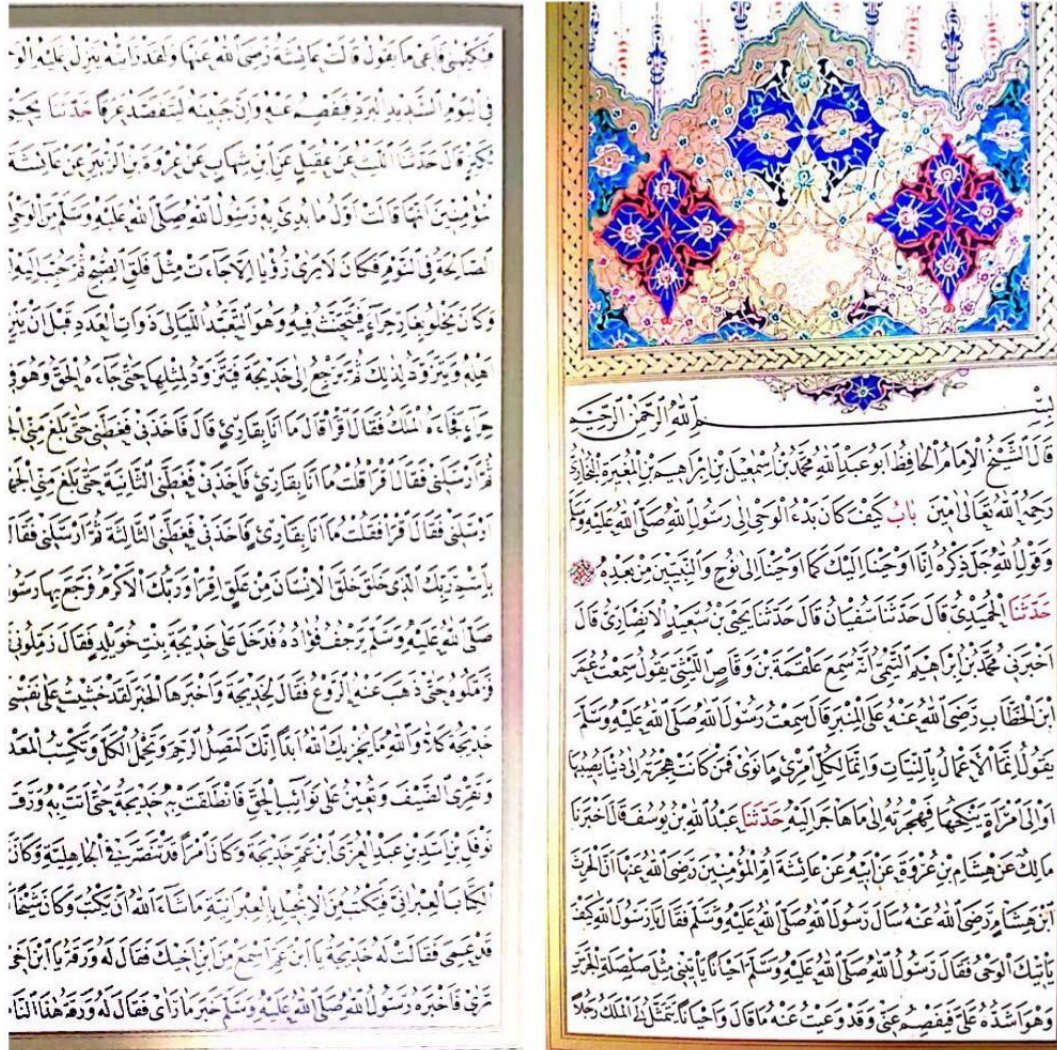 بسم الله الرحمن الرحيم
قال الشيخ الإمام الحافظ أبو عبد الله محمد بن إسمعيل بن إبراهيم بن المغيرة البخاري
رحمه الله تعالى امين باب كيف كان بدء الوحي إلى رسول الله صلى الله عليه وسلم
وقول الله جل ذكره إنا أوحينا إليك كما أوحينا إلى نوح والنبيين من بعده
حدثنا الحميدي قال حدثنا سفيان قال حدثنا يحيى بن سعيد الأنصاري قال
أخبرني محمد بن إبراهيم التيمي أنه سمع علقمة بن وقاص الليثي يقول سمعت عمر
ابن الخطاب رضي الله عنه على المنبر قال سمعت رسول الله صلى الله عليه وسلم
يقول إنما الأعمال بالنيات وإنما لكل امرئ ما نوى فمن كانت هجرته إلى دنيا يصيبها
أو إلى امرأة ينكحها فهجرته إلى ما هاجر إليه حدثنا عبد الله بن يوسف قال أخبرنا
مالك عن هشام بن عروة عن أبيه عن عائشة أم المؤمنين رضي الله عنها أن الحرث
ابن هشام رضي الله عنه سأل رسول الله صلى الله عليه وسلم فقال يا رسول الله كيف
يأتيك الوحي فقال رسول الله صلى الله عليه وسلم أحيانا يأتيني مثل صلصلة الجرس
وهو أشده علي فيفصم عني وقد وعيت عنه ما قال وأحيانا يتمثل لي الملك رجلا
فيكلمني فأعي ما يقول قالت عائشة رضي الله عنها ولقد رأيته ينزل عليه
في اليوم الشديد البرد فيفصم عنه وإن جبينه ليتفصد عرقا حدثنا يحيى
بكير قال حدثنا الليث عن عقيل عن ابن شهاب عن عروة بن الزبير عن عائشة
المؤمنين أنها قالت أول ما بدئ به رسول الله صلى الله عليه وسلم من الوحي
الصالحة في النوم فكان لا يرى رؤيا إلا جاءت مثل فلق الصبح ثم حبب إليه
وكان يخلو بغار حراء فيتحنث فيه وهو التعبد الليالي ذوات العدد قبل أن
أهله ويتزود لذلك ثم يرجع إلى خديجة فيتزود لمثلها حتى جاءه الحق وهو في
حراء فجاءه الملك فقال اقرأ قال ما أنا بقارئ قال فأخذني فغطني حتى بلغ مني
ثم أرسلني فقال اقرأ قلت ما أنا بقارئ فأخذني فغطني الثانية حتى بلغ مني الجهد
أرسلني فقال اقرأ فقلت ما أنا بقارئ فأخذني فغطني الثالثة ثم أرسلني فقال
باسم ربك الذي خلق خلق الإنسان من علق اقرأ وربك الأكرم فرجع بها رسول
صلى الله عليه وسلم يرجف فؤاده فدخل على خديجة بنت خويلد فقال زملوني
فزملوه حتى ذهب عنه الروع فقال لخديجة وأخبرها الخبر لقد خشيت على نفسي
خديجة كلا والله ما يخزيك الله أبدا إنك لتصل الرحم وتحمل الكل وتكسب
وتقري الضيف وتعين على نوائب الحق فانطلقت به خديجة حتى أتت به
نوفل بن أسد بن عبد العزى ابن عم خديجة وكان امرأ قد تنصر في الجاهلية وكان
الكتاب العبراني فيكتب من الإنجيل بالعبرانية ما شاء الله أن يكتب وكان شيخا
قد عمي فقالت له خديجة يا ابن عم اسمع من ابن أخيك فقال له ورقة يا ابن أخي
ترى فأخبره رسول الله صلى الله عليه وسلم خبر ما رأى فقال له ورقة هذا